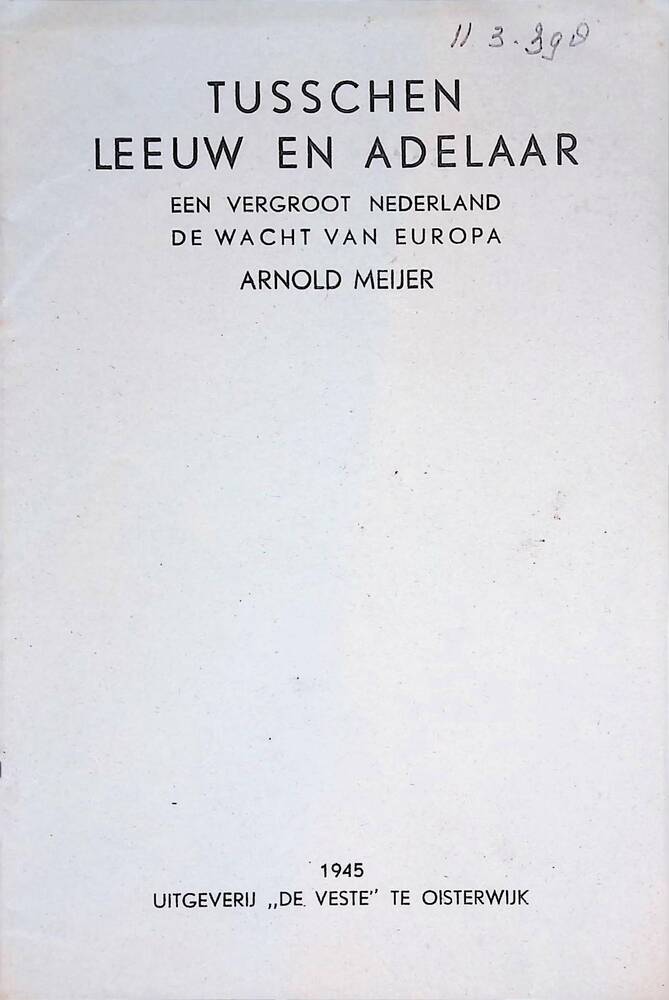 11 3.398
TUSSCHEN
LEEUW EN ADELAAR
EEN VERGROOT NEDERLAND
DE WACHT VAN EUROPA
ARNOLD MEIJER
1945
UITGEVERIJ „DE VESTE" TE OISTERWIJK